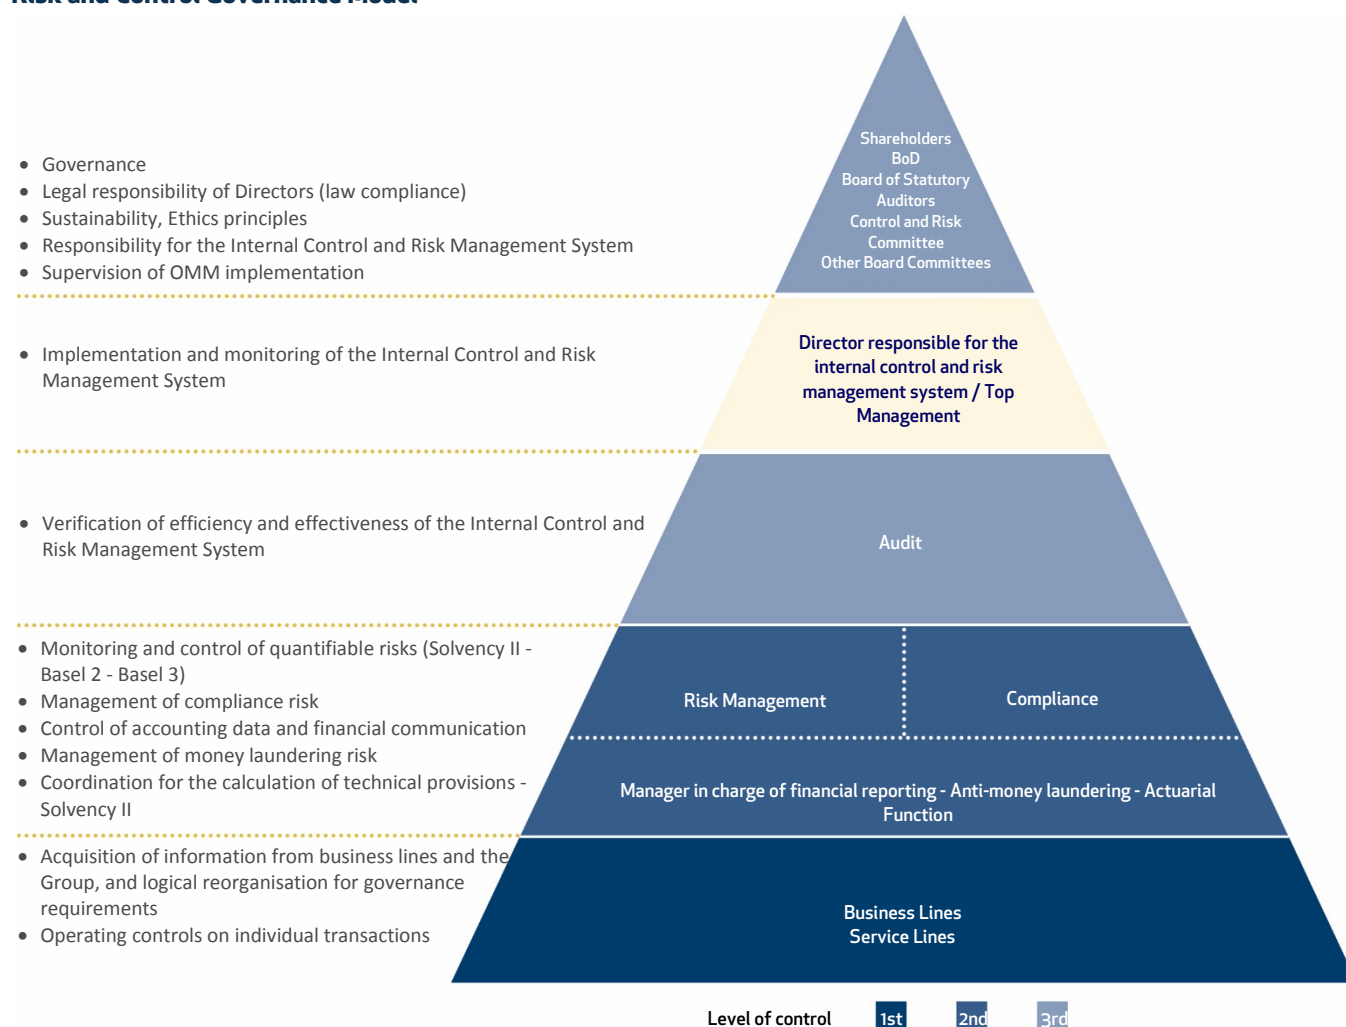 Risk and Control Governance Model
Shareholders
BoD
Board of Statutory
Auditors
Control and Risk
Committee
Other Board Committees
• Governance
• Legal responsibility of Directors (law compliance)
• Sustainability, Ethics principles
• Responsibility for the Internal Control and Risk Management System
• Supervision of OMM implementation
Director responsible for the
internal control and risk
management system / Top
Management
• Implementation and monitoring of the Internal Control and Risk
Management System
• Verification of efficiency and effectiveness of the Internal Control and
Risk Management System
Audit
• Monitoring and control of quantifiable risks (Solvency II -
Basel 2 - Basel 3)
• Management of compliance risk
• Control of accounting data and financial communication
• Management of money laundering risk
• Coordination for the calculation of technical provisions -
Solvency II
Risk Management
Compliance
Manager in charge of financial reporting - Anti-money laundering - Actuarial
Function
• Acquisition of information from business lines and the
Group, and logical reorganisation for governance
requirements
• Operating controls on individual transactions
Business Lines
Service Lines
Level of control 1st 2nd 3rd